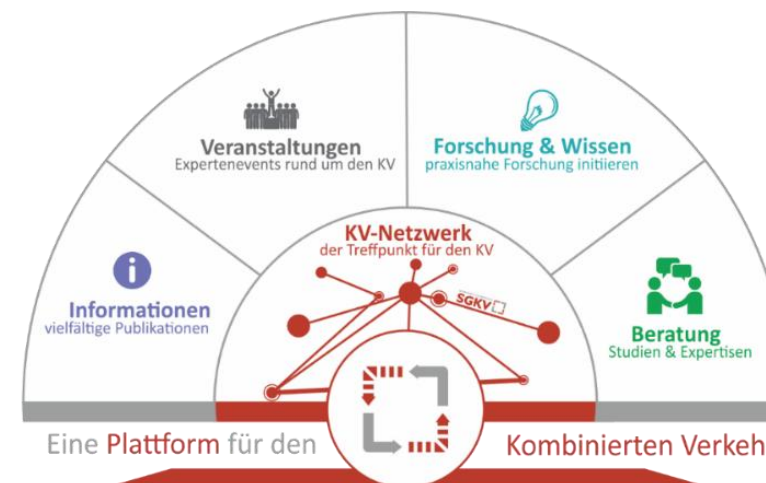 Veranstaltungen
Expertenevents rund um den KV
Forschung & Wissen
praxisnahe Forschung initiieren
KV-Netzwerk
der Treffpunkt für den KV
SGKV
Informationen
vielfältige Publikationen
Beratung
Studien & Expertisen
Eine Plattform für den Kombinierten Verkeh